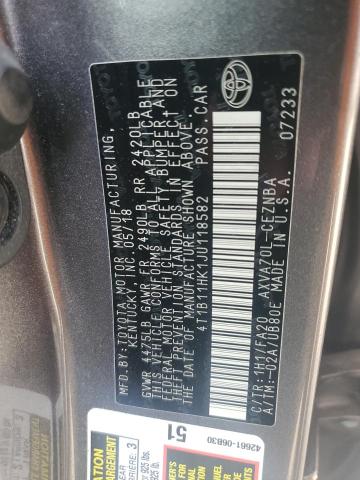 MFD.BY:TOYOTA MOTOR MANUFACTURING,
KENTUCKY, INC. 05/18
GVWR 4475LB GAWR FR 2490LB RR 2420LB
THIS VEHICLE CONFORMS TO ALL APPLICABLE
FEDERAL MOTOR VEHICLE SAFETY, BUMPER, AND
THEFT PREVENTION STANDARDS IN EFFECT ON
THE DATE OF MANUFACTURE SHOWN ABOVE.
4T1B11HK1JU118582 PASS.CAR
C/TR:1H1/FA20 AXVA70L-CEZNBA
A/TM:-02A/UB80E MADE IN U.S.A.
07233
TOYOTA
42661-06B30
51
REAR 3